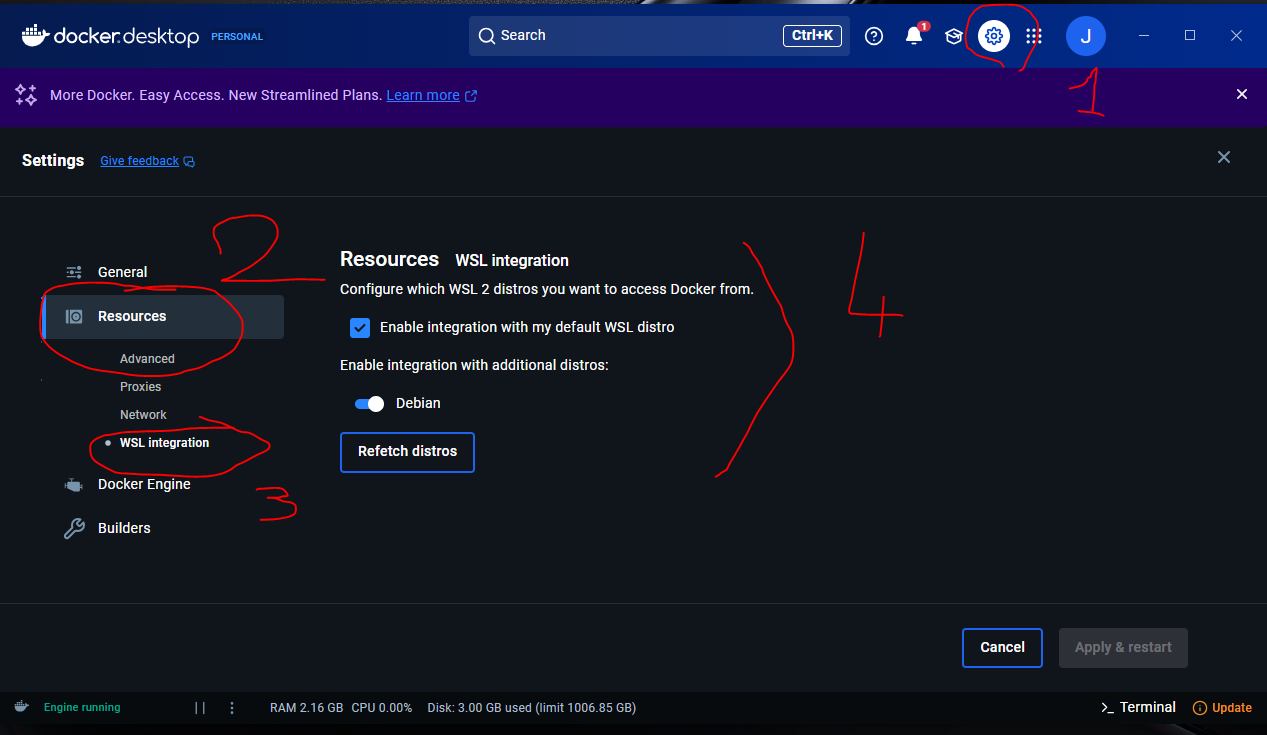 docker.desktop PERSONAL Search Ctrl+K 1 J
More Docker. Easy Access. New Streamlined Plans. Learn more
1
Settings Give feedback
2
General
Resources
Advanced
Proxies
Network
WSL integration
3
Docker Engine
Builders
Resources WSL integration
Configure which WSL 2 distros you want to access Docker from.
Enable integration with my default WSL distro
Enable integration with additional distros:
Debian
Refetch distros
4
Cancel Apply & restart
Engine running RAM 2.16 GB CPU 0.00% Disk: 3.00 GB used (limit 1006.85 GB) >_ Terminal Update